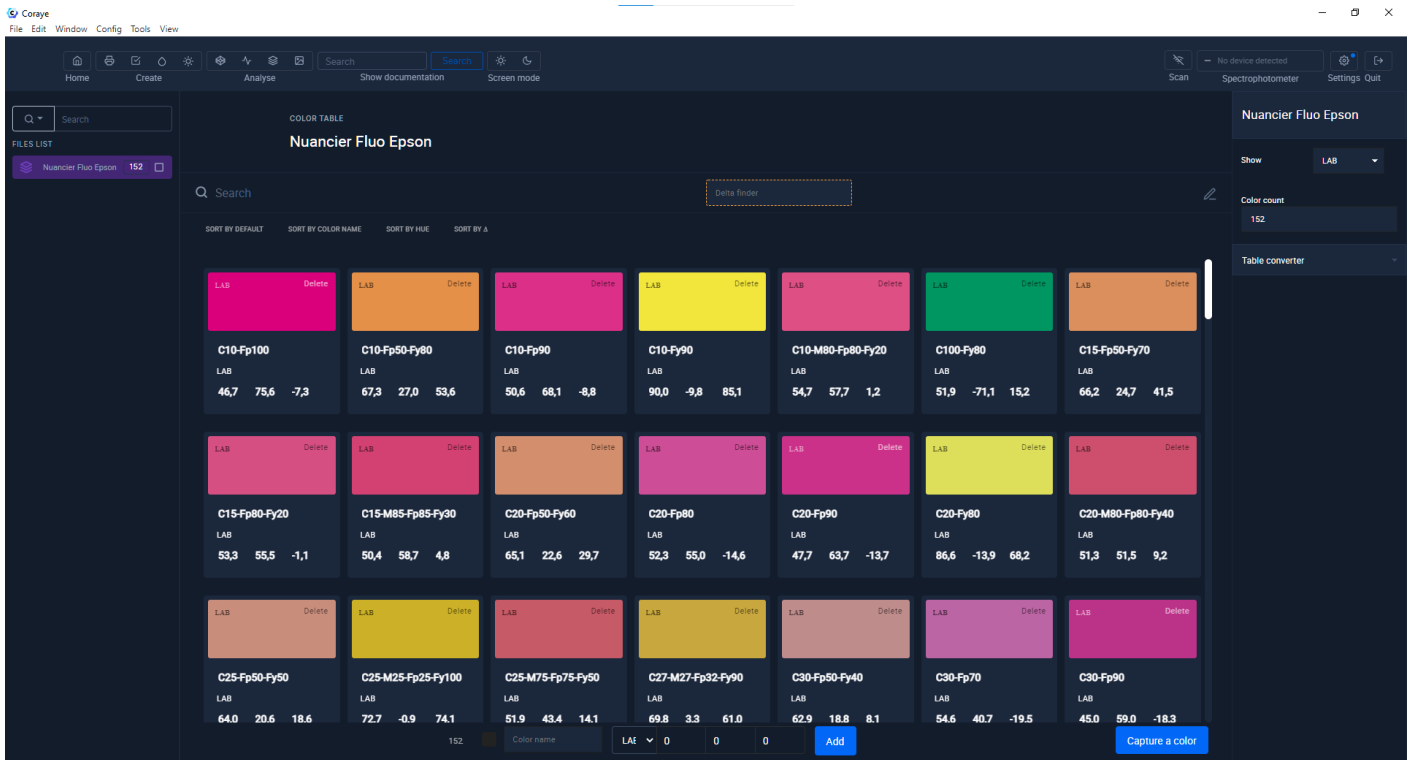 Coraye
File Edit Window Config Tools View
Search Search
No device detected
Home Create Analyse Show documentation Screen mode Scan Spectrophotometer Settings Quit
Search
FILES LIST
Nuancier Fluo Epson 152
COLOR TABLE
Nuancier Fluo Epson
Search
Delta finder
SORT BY DEFAULT SORT BY COLOR NAME SORT BY HUE SORT BY Δ
LAB Delete LAB Delete LAB Delete LAB Delete LAB Delete LAB Delete LAB Delete
C10-Fp100 C10-Fp50-Fy80 C10-Fp90 C10-Fy90 C10-M80-Fp80-Fy20 C100-Fy80 C15-Fp50-Fy70
LAB LAB LAB LAB LAB LAB LAB
46,7 75,6 -7,3 67,3 27,0 53,6 50,6 68,1 -8,8 90,0 -9,8 85,1 54,7 57,7 1,2 51,9 -71,1 15,2 66,2 24,7 41,5
LAB Delete LAB Delete LAB Delete LAB Delete LAB Delete LAB Delete LAB Delete
C15-Fp80-Fy20 C15-M85-Fp85-Fy30 C20-Fp50-Fy60 C20-Fp80 C20-Fp90 C20-Fy80 C20-M80-Fp80-Fy40
LAB LAB LAB LAB LAB LAB LAB
53,3 55,5 -1,1 50,4 58,7 4,8 65,1 22,6 29,7 52,3 55,0 -14,6 47,7 63,7 -13,7 86,6 -13,9 68,2 51,3 51,5 9,2
LAB Delete LAB Delete LAB Delete LAB Delete LAB Delete LAB Delete LAB Delete
C25-Fp50-Fy50 C25-M25-Fp25-Fy100 C25-M75-Fp75-Fy50 C27-M27-Fp32-Fy90 C30-Fp50-Fy40 C30-Fp70 C30-Fp90
LAB LAB LAB LAB LAB LAB LAB
64,0 20,6 18,6 72,7 -0,9 74,1 51,9 43,4 14,1 69,8 3,3 61,0 62,9 18,8 8,1 54,6 40,7 -19,5 45,0 59,0 -18,3
152 Color name LAE 0 0 0 Add Capture a color
Nuancier Fluo Epson
Show LAB
Color count
152
Table converter